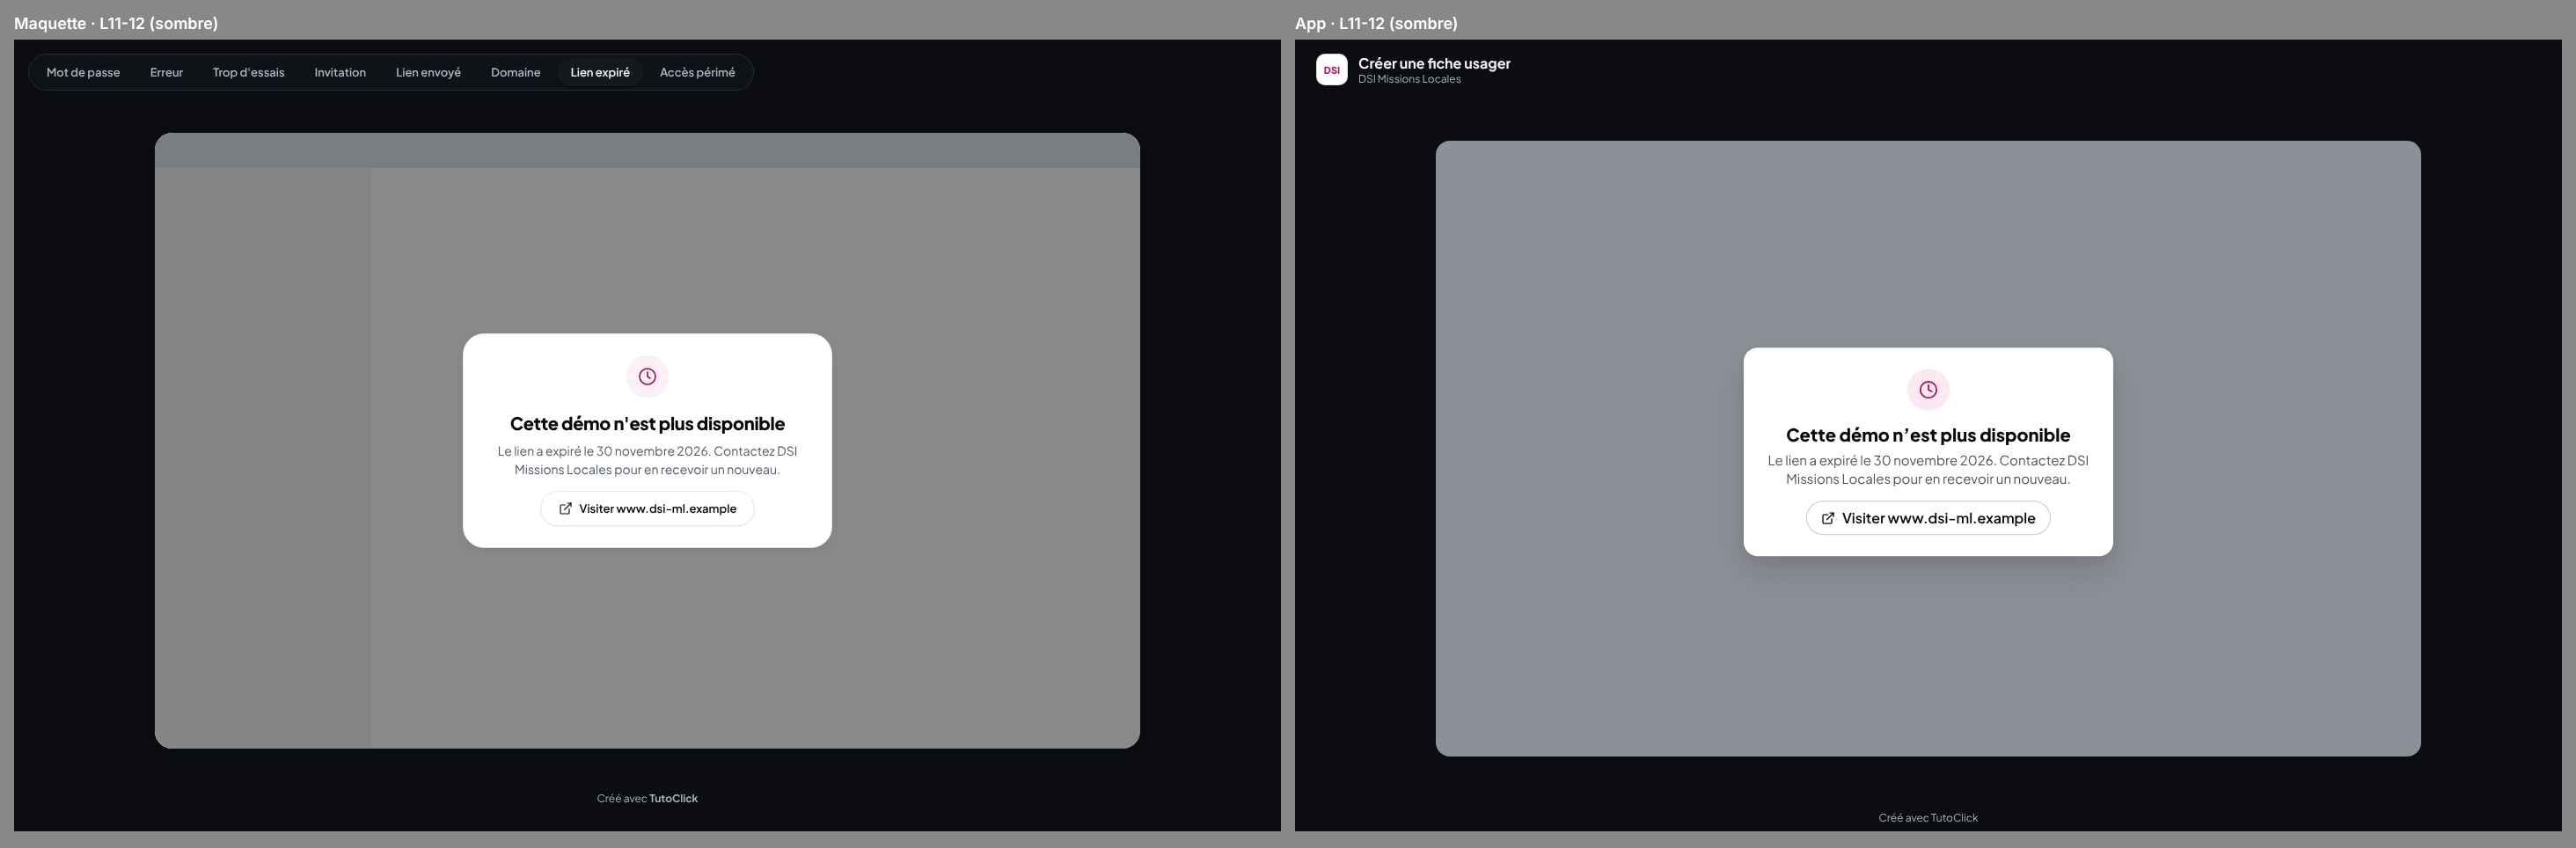 Maquette · L11-12 (sombre)
Mot de passe Erreur Trop d'essais Invitation Lien envoyé Domaine Lien expiré Accès périmé
Cette démo n'est plus disponible
Le lien a expiré le 30 novembre 2026. Contactez DSI
Missions Locales pour en recevoir un nouveau.
Visiter www.dsi-ml.example
Créé avec TutoClick
App · L11-12 (sombre)
DSI
Créer une fiche usager
DSI Missions Locales
Cette démo n’est plus disponible
Le lien a expiré le 30 novembre 2026. Contactez DSI
Missions Locales pour en recevoir un nouveau.
Visiter www.dsi-ml.example
Créé avec TutoClick